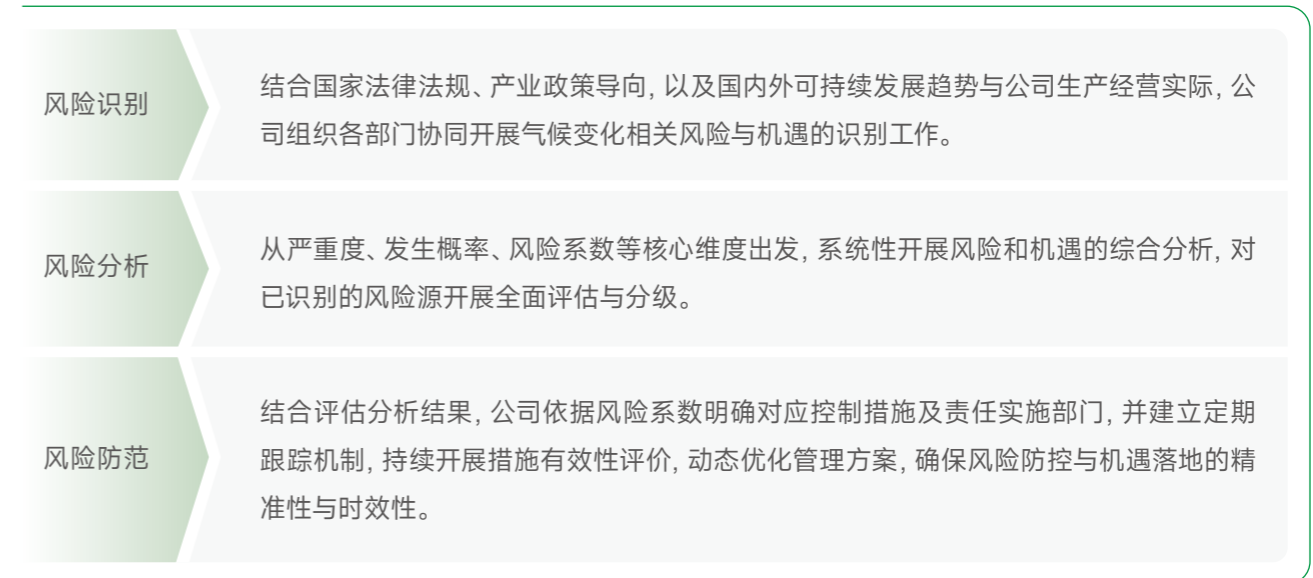 风险识别
结合国家法律法规、产业政策导向, 以及国内外可持续发展趋势与公司生产经营实际, 公
司组织各部门协同开展气候变化相关风险与机遇的识别工作。
风险分析
从严重度、发生概率、风险系数等核心维度出发, 系统性开展风险和机遇的综合分析, 对
已识别的风险源开展全面评估与分级。
风险防范
结合评估分析结果, 公司依据风险系数明确对应控制措施及责任实施部门, 并建立定期
跟踪机制, 持续开展措施有效性评价, 动态优化管理方案, 确保风险防控与机遇落地的精
准性与时效性。